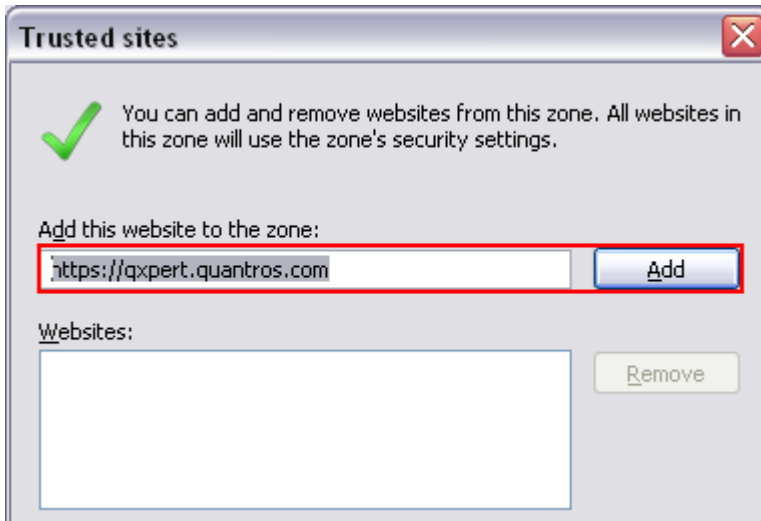 Trusted sites
You can add and remove websites from this zone. All websites in
this zone will use the zone's security settings.
Add this website to the zone:
https://qxpert.quantros.com
Add
Websites:
Remove